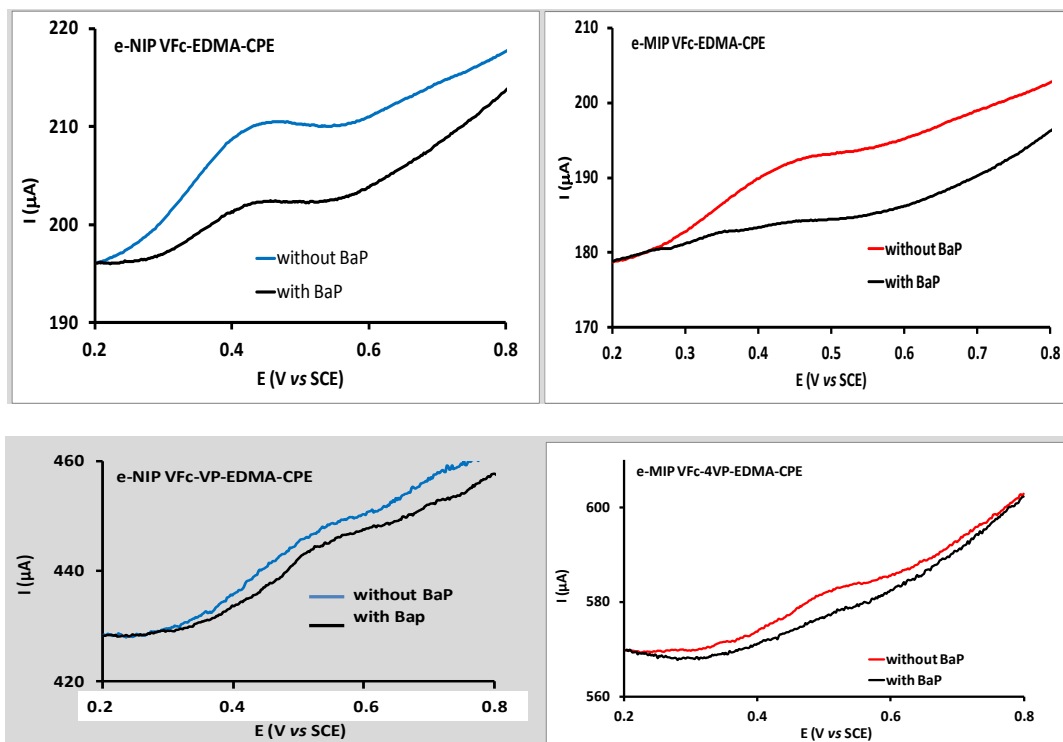 e-NIP VFc-EDMA-CPE
220
210
200
190
I (µA)
without BaP
with BaP
0.2 0.4 0.6 0.8
E (V vs SCE)
e-MIP VFc-EDMA-CPE
210
200
190
180
170
I (µA)
without BaP
with BaP
0.2 0.3 0.4 0.5 0.6 0.7 0.8
E (V vs SCE)
e-NIP VFc-VP-EDMA-CPE
460
440
420
I (µA)
without BaP
with Bap
0.2 0.4 0.6 0.8
E (V vs SCE)
e-MIP VFc-4VP-EDMA-CPE
600
580
560
I (µA)
without BaP
with BaP
0.2 0.4 0.6 0.8
E (V vs SCE)